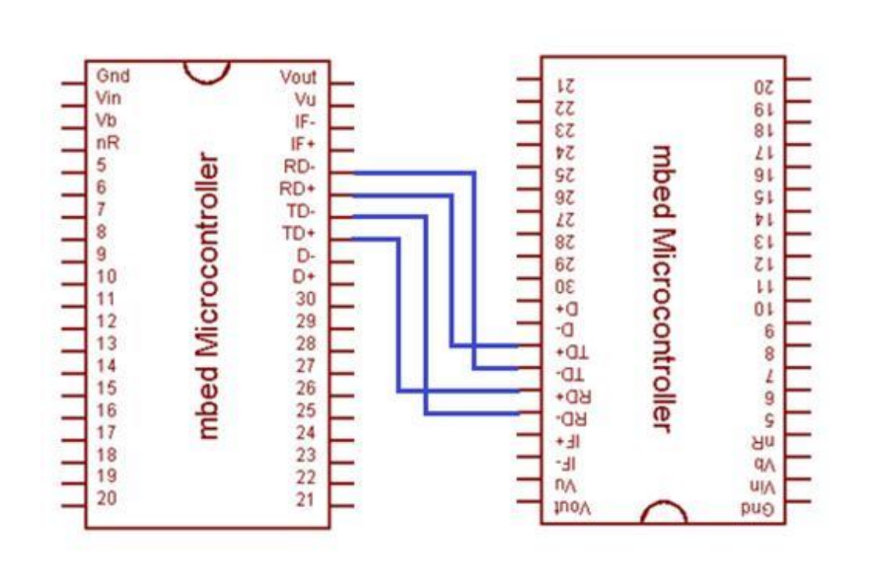 Gnd
Vin
Vb
nR
5
6
7
8
9
10
11
12
13
14
15
16
17
18
19
20
mbed Microcontroller
Vout
Vu
IF-
IF+
RD-
RD+
TD-
TD+
D-
D+
30
29
28
27
26
25
24
23
22
21
21
22
23
24
25
26
27
28
29
30
D+
D-
TD+
TD-
RD+
RD-
IF+
IF-
Vu
Vout
mbed Microcontroller
20
19
18
17
16
15
14
13
12
11
10
9
8
7
6
5
nR
Vb
Vin
Gnd